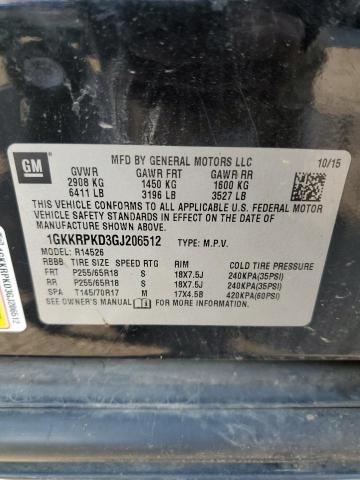 GM
MFD BY GENERAL MOTORS LLC 10/15
GVWR GAWR FRT GAWR RR
2908 KG 1450 KG 1600 KG
6411 LB 3196 LB 3527 LB
THIS VEHICLE CONFORMS TO ALL APPLICABLE U.S. FEDERAL MOTOR
VEHICLE SAFETY AND THEFT PREVENTION STANDARDS IN EFFECT ON THE DATE OF
MANUFACTURE SHOWN ABOVE.
1GKKRPKD3GJ206512 TYPE: M.P.V.
MODEL: R14526
RBBB. TIRE SIZE SPEED RTG RIM COLD TIRE PRESSURE
FRT P255/65R18 S 18X7.5J 240KPA(35PSI)
RR P255/65R18 S 18X7.5J 240KPA(35PSI)
SPA T145/70R17 M 17X4.5B 420KPA(60PSI)
SEE OWNER'S MANUAL FOR MORE INFORMATION.
1GKKRPKD3GJ206512